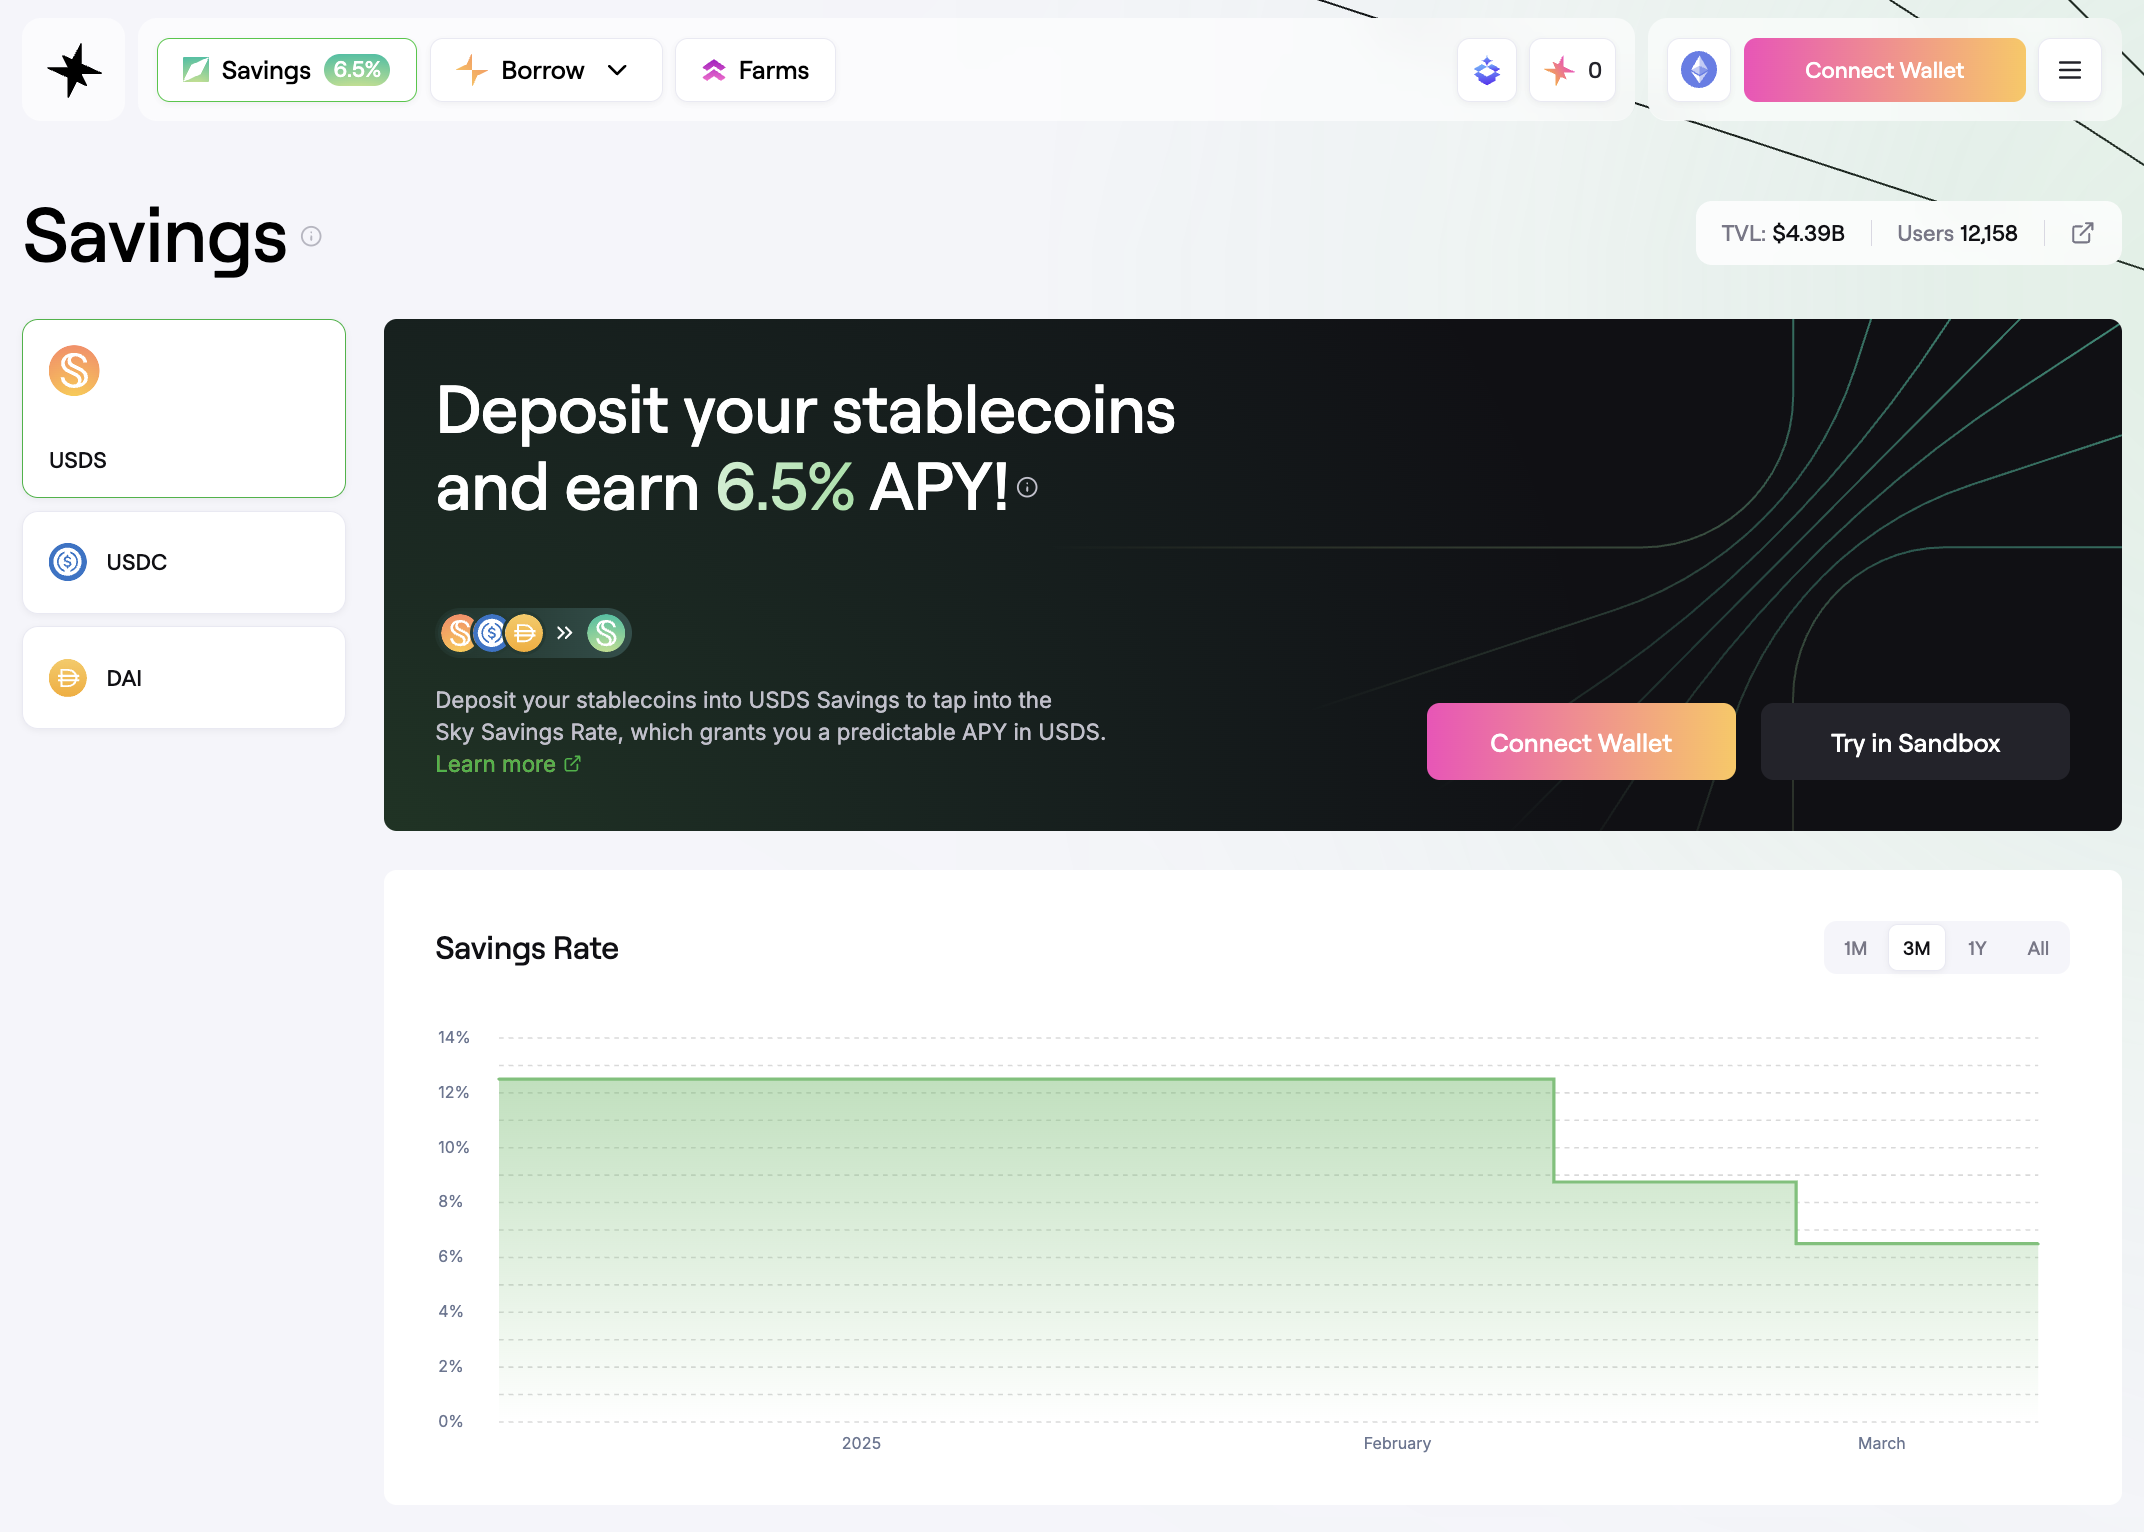 Savings 6.5% Borrow Farms 0 Connect Wallet
Savings
TVL: $4.39B Users 12,158
USDS
USDC
DAI
Deposit your stablecoins
and earn 6.5% APY!
Deposit your stablecoins into USDS Savings to tap into the
Sky Savings Rate, which grants you a predictable APY in USDS.
Learn more
Connect Wallet Try in Sandbox
Savings Rate
1M 3M 1Y All
14%
12%
10%
8%
6%
4%
2%
0%
2025 February March